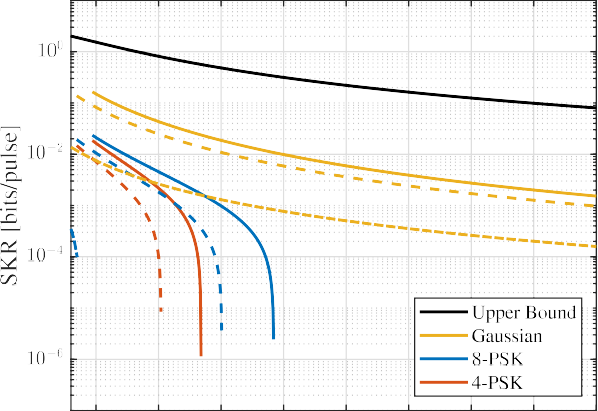 10^0
10^-2
10^-4
10^-6
SKR [bits/pulse]
Upper Bound
Gaussian
8-PSK
4-PSK